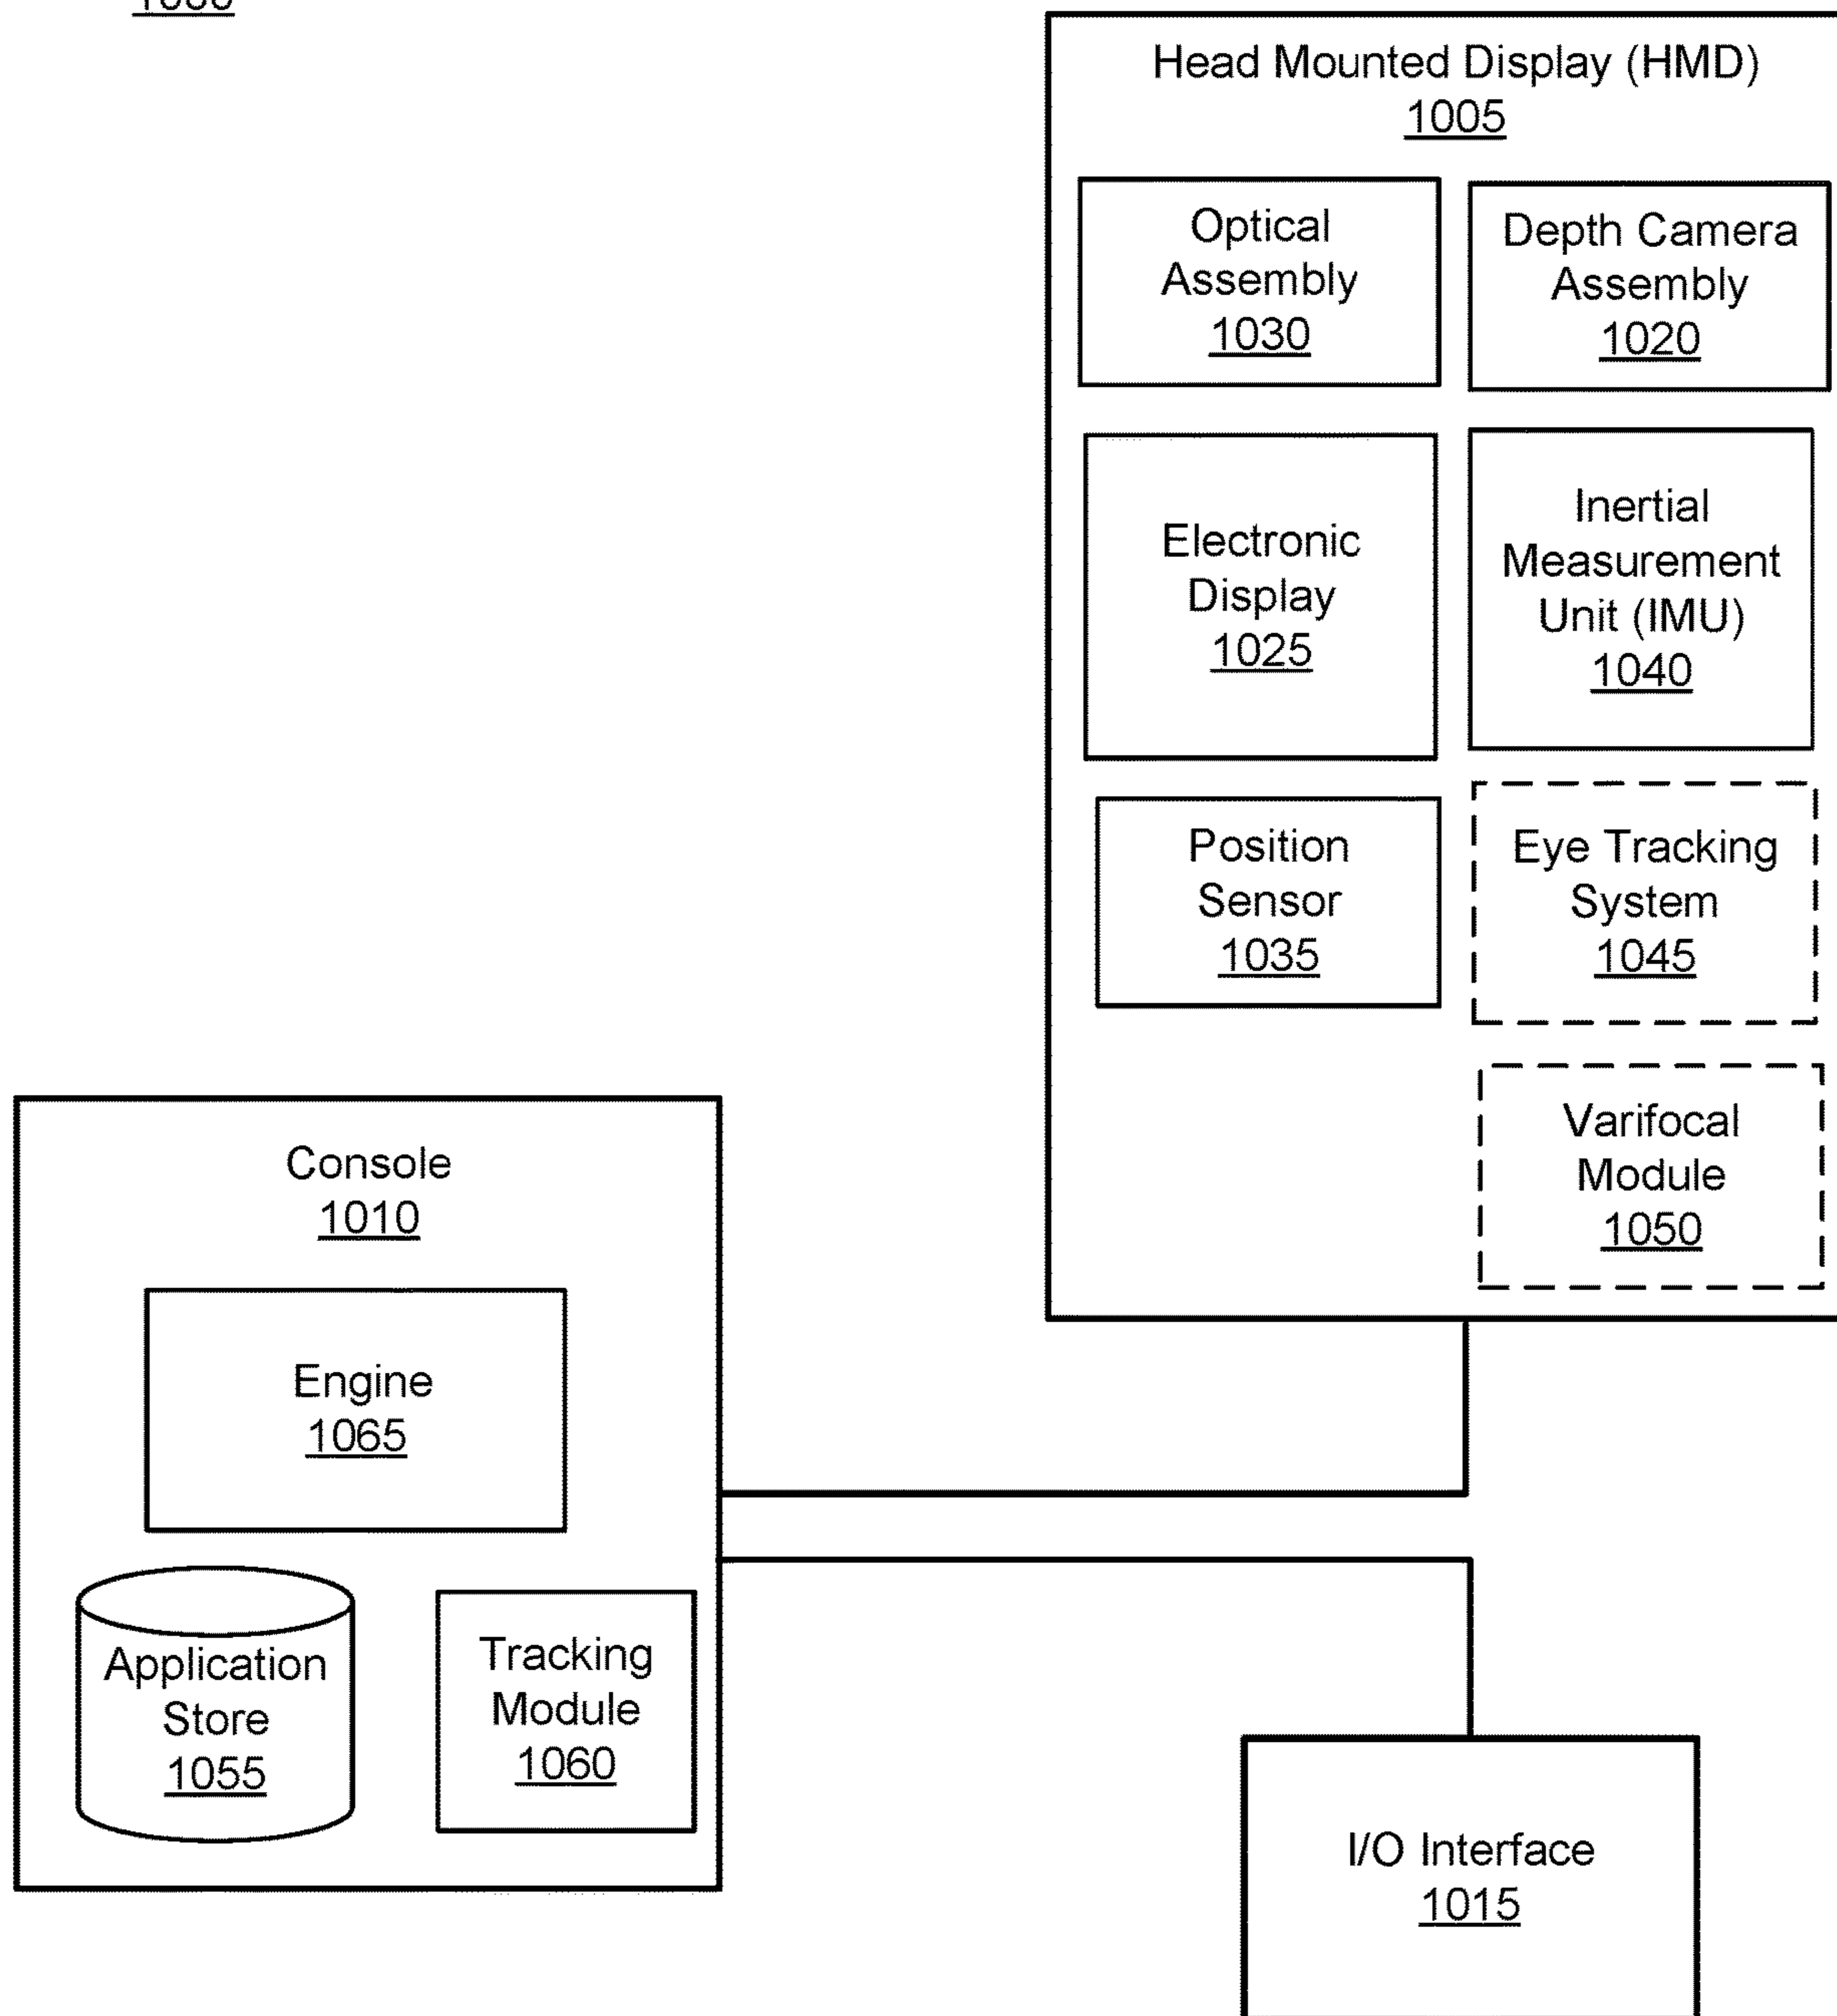 Head Mounted Display (HMD)
1005
Optical
Assembly
1030
Depth Camera
Assembly
1020
Electronic
Display
1025
Inertial
Measurement
Unit (IMU)
1040
Position
Sensor
1035
Eye Tracking
System
1045
Varifocal
Module
1050
Console
1010
Engine
1065
Application
Store
1055
Tracking
Module
1060
I/O Interface
1015